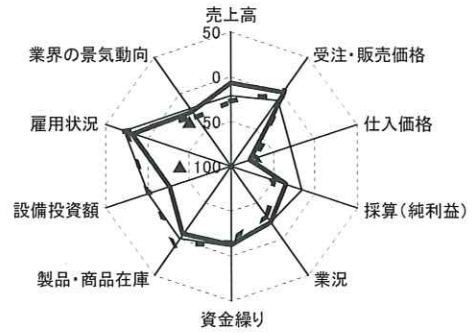 売上高
50
業界の景気動向
受注・販売価格
0
雇用状況
▲ 50
仕入価格
▲ 100
設備投資額
採算(純利益)
製品・商品在庫
業況
資金繰り